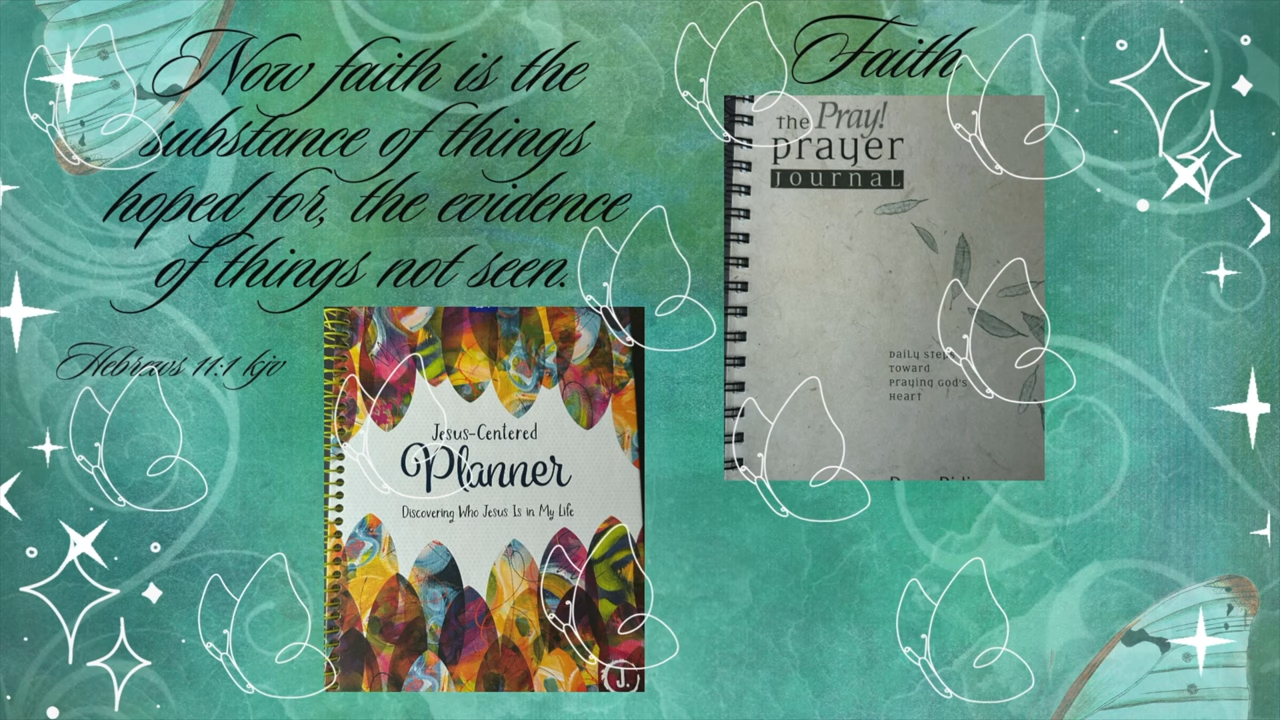 Now faith is the
substance of things
hoped for, the evidence
of things not seen.
Hebrews 11:1 kjv
Faith
the Pray!
prayer
journal
Daily Steps
Toward
Praying God's
Heart
Jesus-Centered
Planner
Discovering Who Jesus Is in My Life
J.